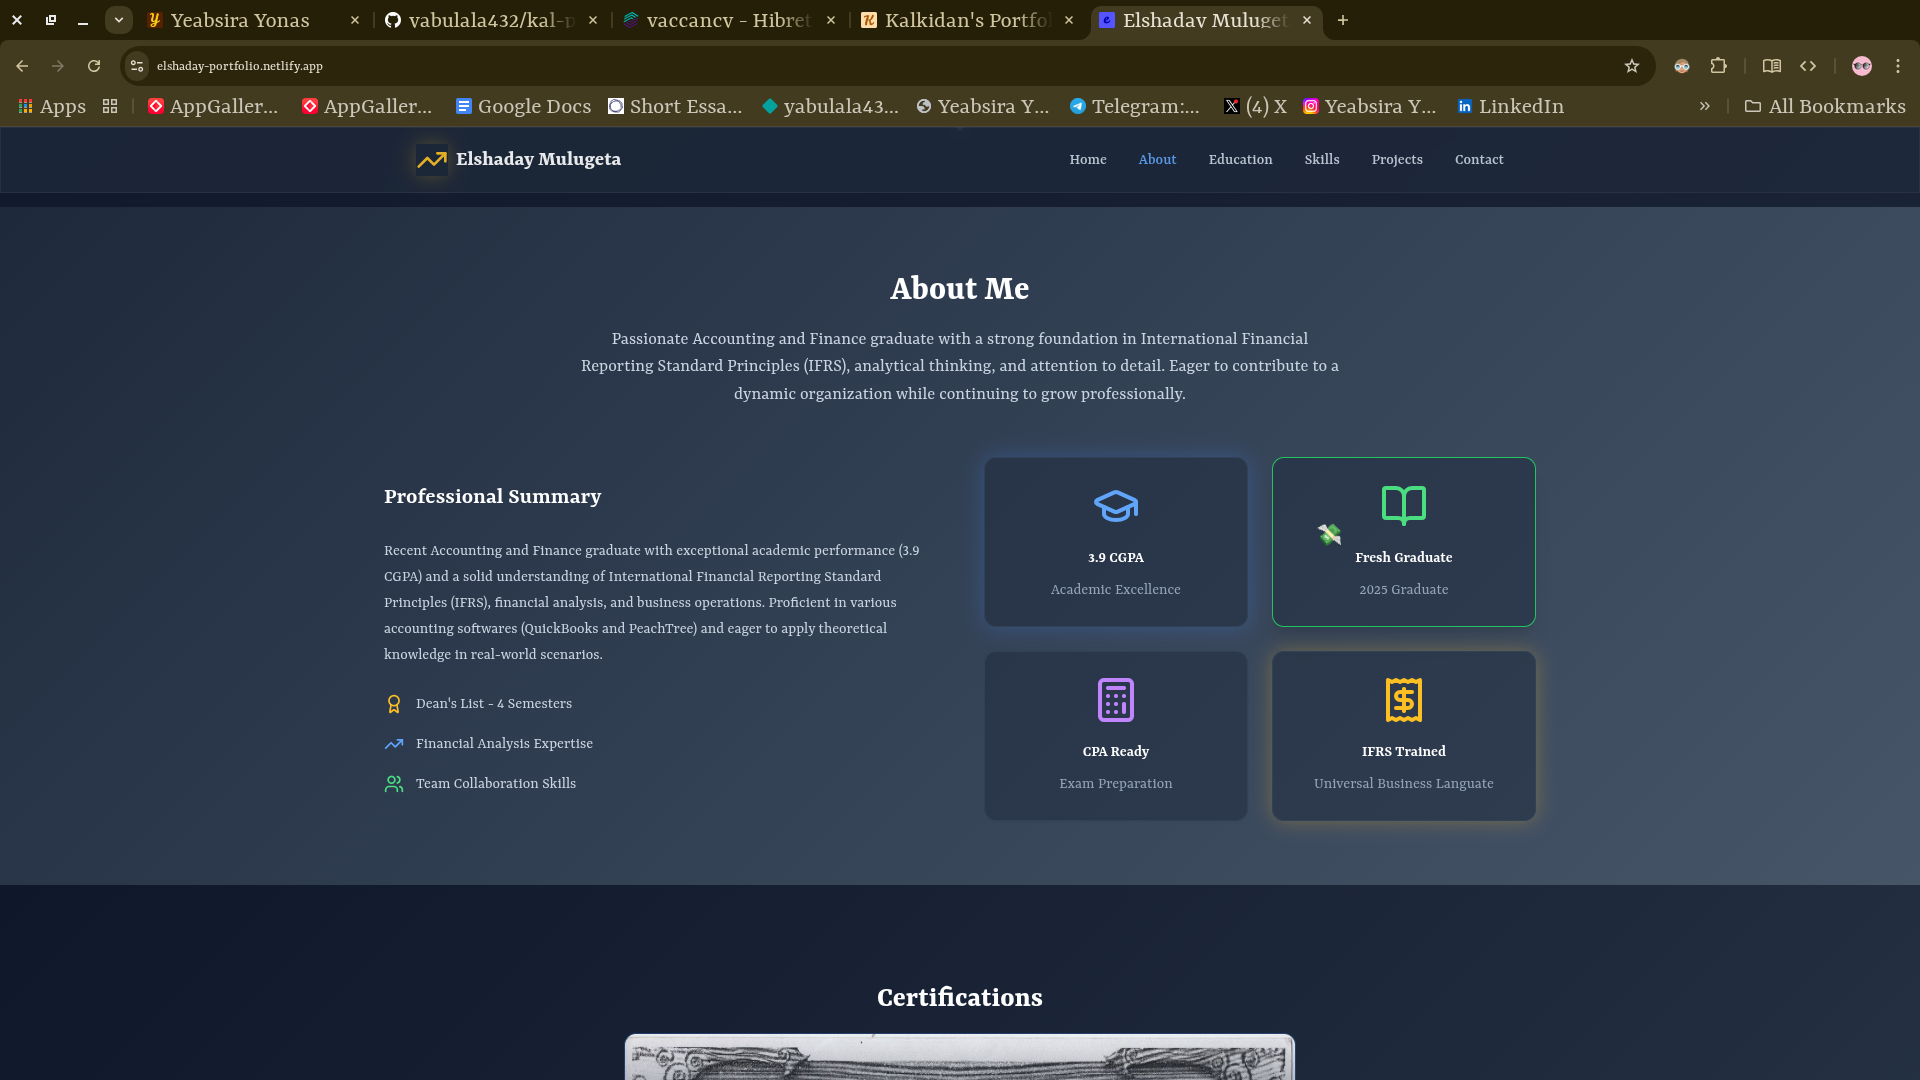 Yeabsira Yonas
yabulala432/kal-p
vaccancy - Hibret
Kalkidan's Portfol
Elshaday Muluget
elshaday-portfolio.netlify.app
Apps
AppGaller...
AppGaller...
Google Docs
Short Essa...
yabulala43...
Yeabsira Y...
Telegram:...
(4) X
Yeabsira Y...
LinkedIn
All Bookmarks
Elshaday Mulugeta
Home
About
Education
Skills
Projects
Contact
About Me
Passionate Accounting and Finance graduate with a strong foundation in International Financial
Reporting Standard Principles (IFRS), analytical thinking, and attention to detail. Eager to contribute to a
dynamic organization while continuing to grow professionally.
Professional Summary
Recent Accounting and Finance graduate with exceptional academic performance (3.9
CGPA) and a solid understanding of International Financial Reporting Standard
Principles (IFRS), financial analysis, and business operations. Proficient in various
accounting softwares (QuickBooks and PeachTree) and eager to apply theoretical
knowledge in real-world scenarios.
Dean's List - 4 Semesters
Financial Analysis Expertise
Team Collaboration Skills
3.9 CGPA
Academic Excellence
Fresh Graduate
2025 Graduate
CPA Ready
Exam Preparation
IFRS Trained
Universal Business Languate
Certifications